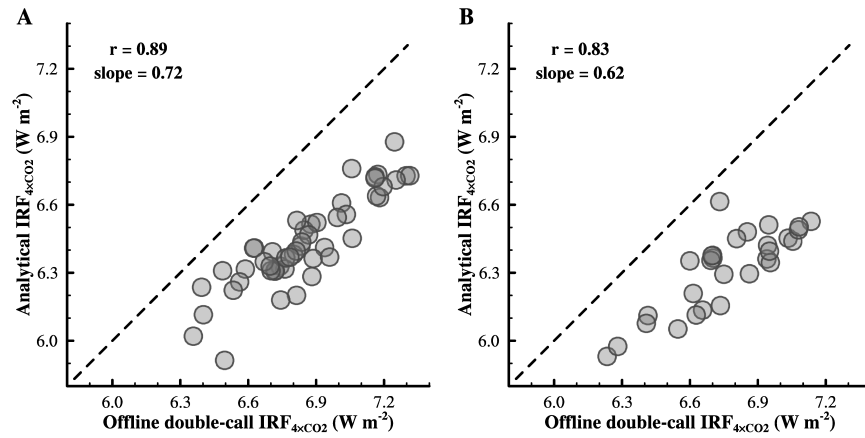 A
r = 0.89
slope = 0.72
Analytical IRF4×CO2 (W m-2)
7.2
6.9
6.6
6.3
6.0
6.0 6.3 6.6 6.9 7.2
Offline double-call IRF4×CO2 (W m-2)
B
r = 0.83
slope = 0.62
Analytical IRF4×CO2 (W m-2)
7.2
6.9
6.6
6.3
6.0
6.0 6.3 6.6 6.9 7.2
Offline double-call IRF4×CO2 (W m-2)